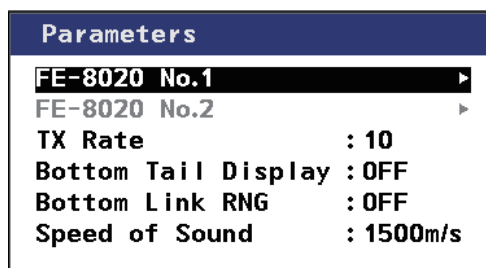 Parameters
FE-8020 No.1
FE-8020 No.2
TX Rate : 10
Bottom Tail Display : OFF
Bottom Link RNG : OFF
Speed of Sound : 1500m/s